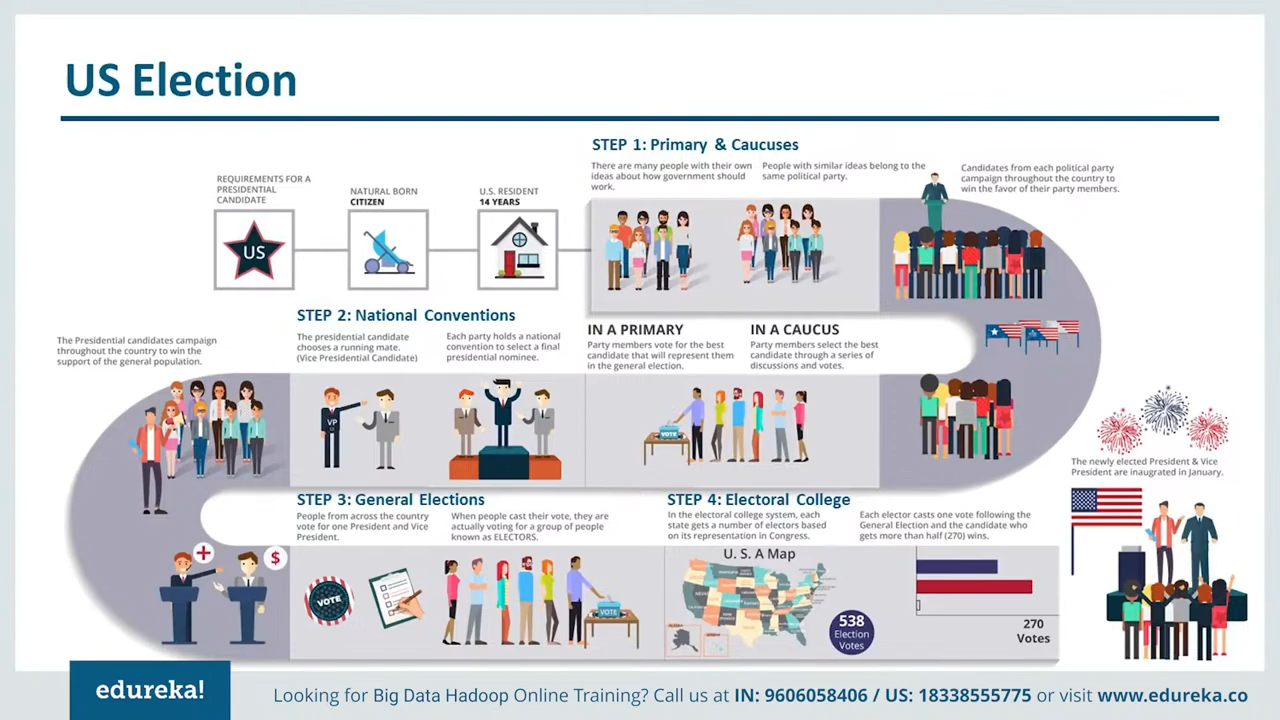 US Election
STEP 1: Primary & Caucuses
There are many people with their own
ideas about how government should
work.
People with similar ideas belong to the
same political party.
Candidates from each political party
campaign throughout the country to
win the favor of their party members.
REQUIREMENTS FOR A
PRESIDENTIAL
CANDIDATE
US
NATURAL BORN
CITIZEN
U.S. RESIDENT
14 YEARS
STEP 2: National Conventions
The presidential candidate
chooses a running mate.
(Vice Presidential Candidate)
Each party holds a national
convention to select a final
presidential nominee.
IN A PRIMARY
Party members vote for the best
candidate that will represent them
in the general election.
IN A CAUCUS
Party members select the best
candidate through a series of
discussions and votes.
The Presidential candidates campaign
throughout the country to win the
support of the general population.
VP
VOTE
The newly elected President & Vice
President are inaugrated in January.
STEP 3: General Elections
People from across the country
vote for one President and Vice
President.
When people cast their vote, they are
actually voting for a group of people
known as ELECTORS.
STEP 4: Electoral College
In the electoral college system, each
state gets a number of electors based
on its representation in Congress.
Each elector casts one vote following the
General Election and the candidate who
gets more than half (270) wins.
U. S. A Map
+
$
VOTE
VOTE
538
Election
Votes
270
Votes
edureka!
Looking for Big Data Hadoop Online Training? Call us at IN: 9606058406 / US: 18338555775 or visit www.edureka.co